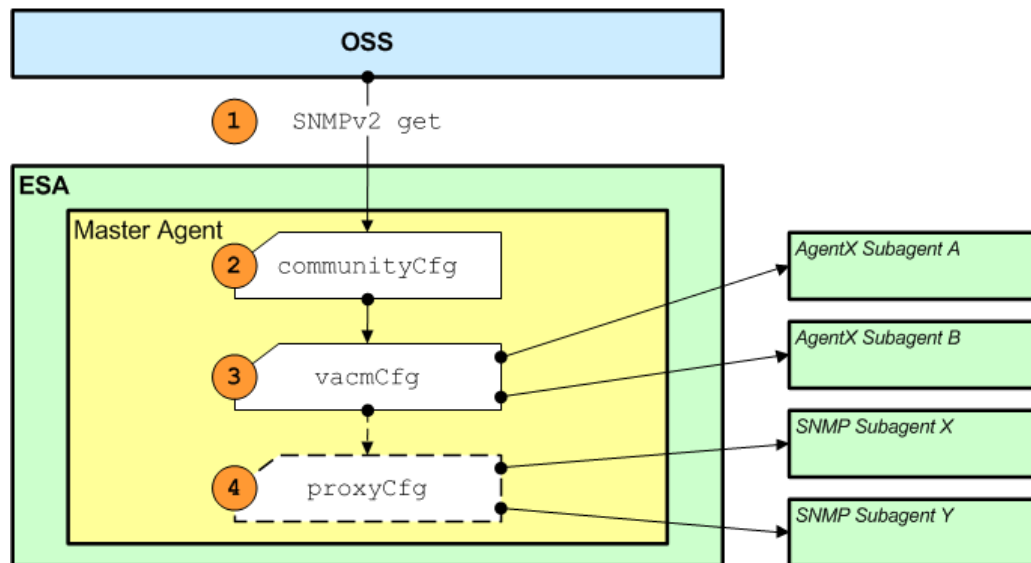 OSS
1
SNMPv2 get
ESA
Master Agent
2
communityCfg
AgentX Subagent A
3
vacmCfg
AgentX Subagent B
4
proxyCfg
SNMP Subagent X
SNMP Subagent Y